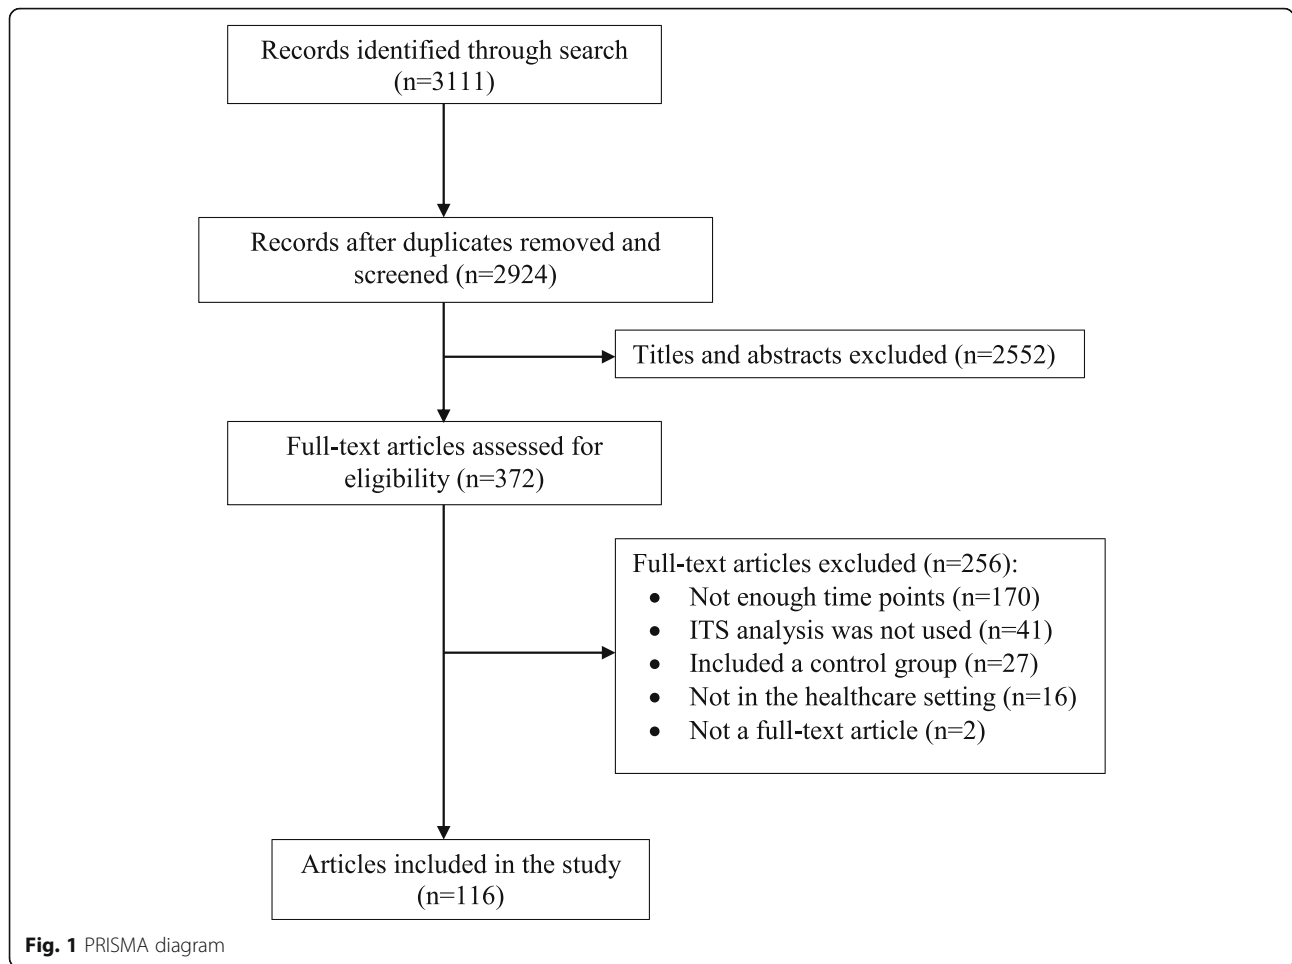 Records identified through search
(n=3111)
Records after duplicates removed and
screened (n=2924)
Titles and abstracts excluded (n=2552)
Full-text articles assessed for
eligibility (n=372)
Full-text articles excluded (n=256):
• Not enough time points (n=170)
• ITS analysis was not used (n=41)
• Included a control group (n=27)
• Not in the healthcare setting (n=16)
• Not a full-text article (n=2)
Articles included in the study
(n=116)
Fig. 1 PRISMA diagram